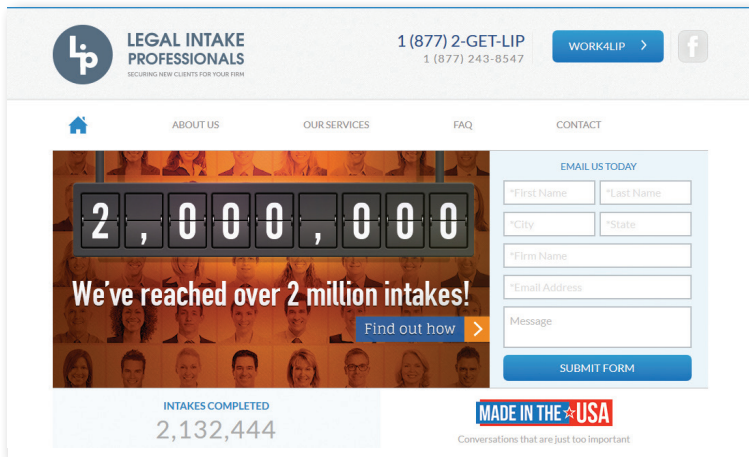 Lip
LEGAL INTAKE
PROFESSIONALS
SECURING NEW CLIENTS FOR YOUR FIRM
1 (877) 2-GET-LIP
1 (877) 243-8547
WORK4LIP >
f
ABOUT US OUR SERVICES FAQ CONTACT
2,000,000
We've reached over 2 million intakes!
Find out how >
EMAIL US TODAY
*First Name *Last Name
*City *State
*Firm Name
*Email Address
Message
SUBMIT FORM
INTAKES COMPLETED
2,132,444
MADE IN THE USA
Conversations that are just too important